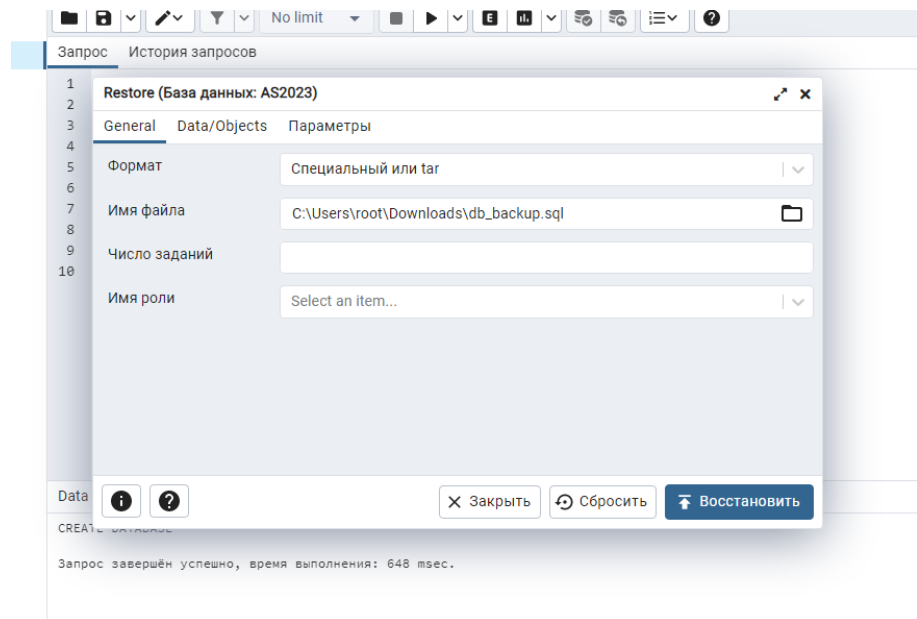 No limit
Запрос История запросов
1
2
3
4
5
6
7
8
9
10
Restore (База данных: AS2023)
General Data/Objects Параметры
Формат Специальный или tar
Имя файла C:\Users\root\Downloads\db_backup.sql
Число заданий
Имя роли Select an item...
Data
Закрыть Сбросить Восстановить
CREATE DATABASE
Запрос завершён успешно, время выполнения: 648 msec.